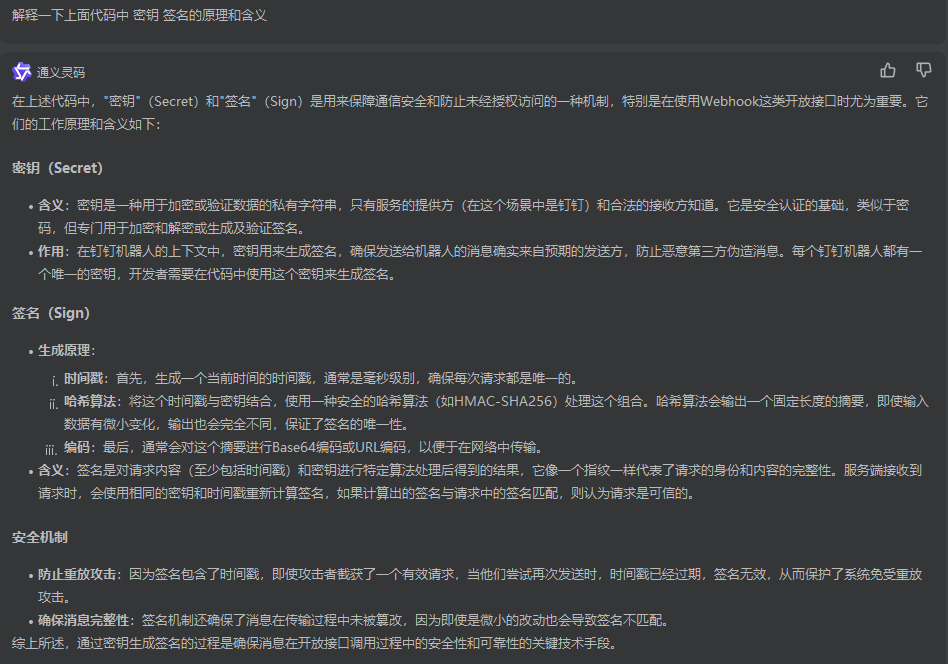 解释一下上面代码中 密钥 签名的原理和含义
通义灵码
在上述代码中，"密钥"（Secret）和"签名"（Sign）是用来保障通信安全和防止未经授权访问的一种机制，特别是在使用Webhook这类开放接口时尤为重要。它
们的工作原理和含义如下：
密钥（Secret）
• 含义：密钥是一种用于加密或验证数据的私有字符串，只有服务的提供方（在这个场景中是钉钉）和合法的接收方知道。它是安全认证的基础，类似于密
码，但专门用于加密和解密或生成及验证签名。
• 作用：在钉钉机器人的上下文中，密钥用来生成签名，确保发送给机器人的消息确实来自预期的发送方，防止恶意第三方伪造消息。每个钉钉机器人都有一
个唯一的密钥，开发者需要在代码中使用这个密钥来生成签名。
签名（Sign）
• 生成原理：
i. 时间戳：首先，生成一个当前时间的时间戳，通常是毫秒级别，确保每次请求都是唯一的。
ii. 哈希算法：将这个时间戳与密钥结合，使用一种安全的哈希算法（如HMAC-SHA256）处理这个组合。哈希算法会输出一个固定长度的摘要，即使输入
数据有微小变化，输出也会完全不同，保证了签名的唯一性。
iii. 编码：最后，通常会对这个摘要进行Base64编码或URL编码，以便于在网络中传输。
• 含义：签名是对请求内容（至少包括时间戳）和密钥进行特定算法处理后得到的结果，它像一个指纹一样代表了请求的身份和内容的完整性。服务端接收到
请求时，会使用相同的密钥和时间戳重新计算签名，如果计算出的签名与请求中的签名匹配，则认为请求是可信的。
安全机制
• 防止重放攻击：因为签名包含了时间戳，即使攻击者截获了一个有效请求，当他们尝试再次发送时，时间戳已经过期，签名无效，从而保护了系统免受重放
攻击。
• 确保消息完整性：签名机制还确保了消息在传输过程中未被篡改，因为即使是微小的改动也会导致签名不匹配。
综上所述，通过密钥生成签名的过程是确保消息在开放接口调用过程中的安全性和可靠性的关键技术手段。